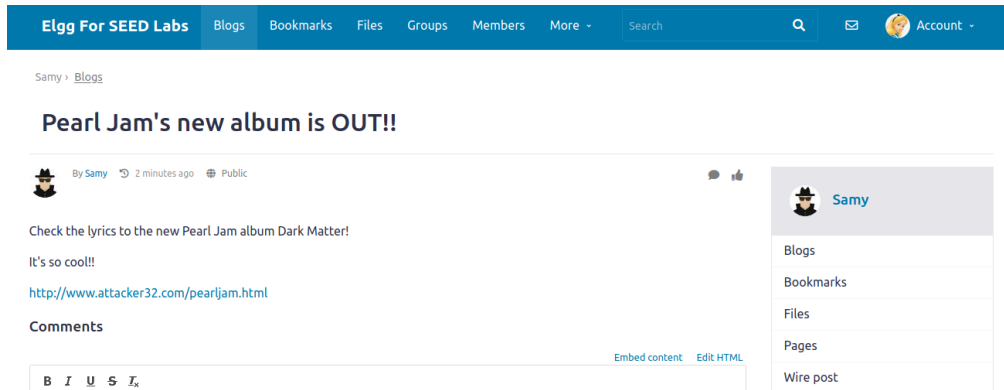 Elgg For SEED Labs Blogs Bookmarks Files Groups Members More Search Account
Samy › Blogs
Pearl Jam's new album is OUT!!
By Samy 2 minutes ago Public
Samy
Check the lyrics to the new Pearl Jam album Dark Matter!
It's so cool!!
http://www.attacker32.com/pearljam.html
Comments
Embed content Edit HTML
B I U S Tx
Blogs
Bookmarks
Files
Pages
Wire post